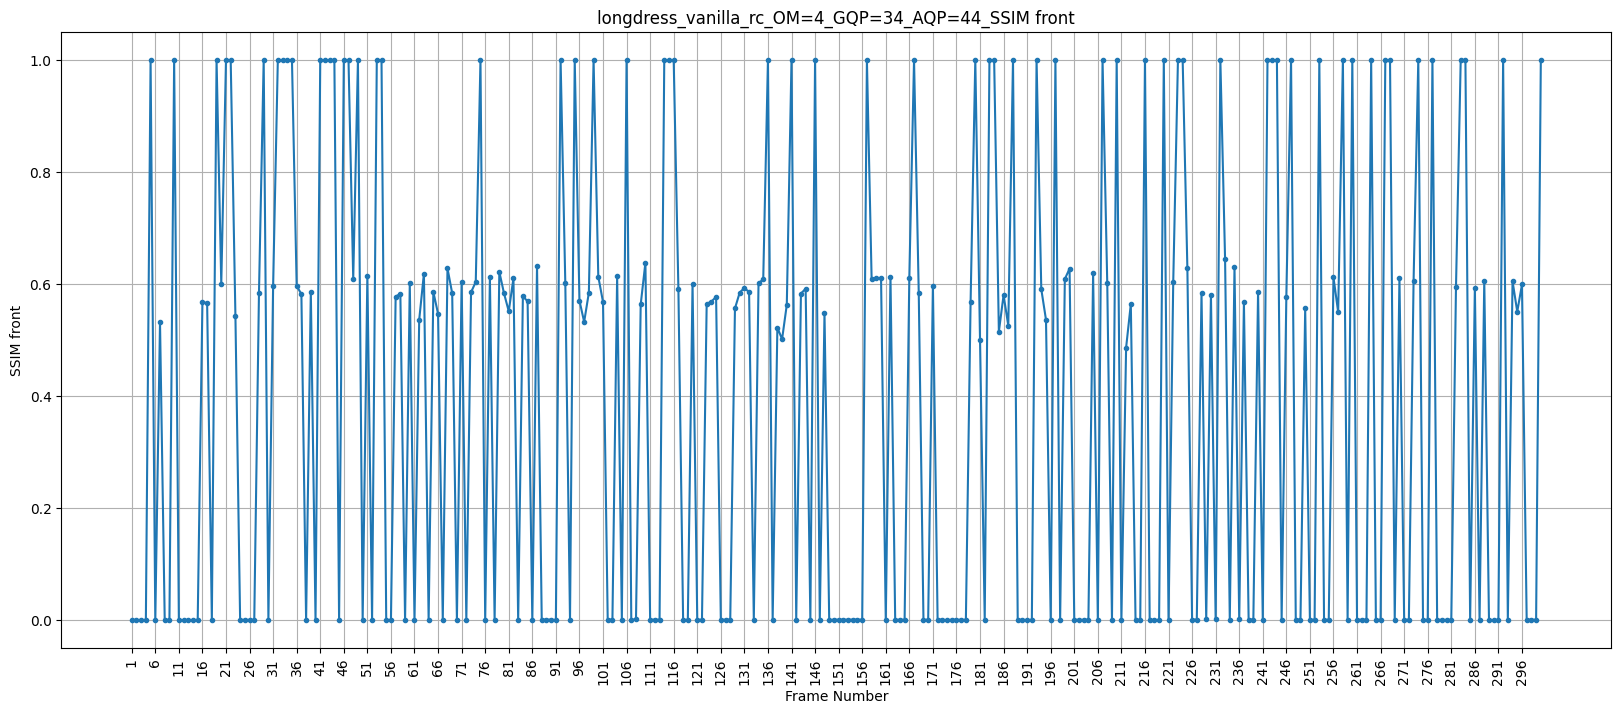 longdress_vanilla_rc_OM=4_GQP=34_AQP=44_SSIM front
SSIM front
1.0
0.8
0.6
0.4
0.2
0.0
1 6 11 16 21 26 31 36 41 46 51 56 61 66 71 76 81 86 91 96 101 106 111 116 121 126 131 136 141 146 151 156 161 166 171 176 181 186 191 196 201 206 211 216 221 226 231 236 241 246 251 256 261 266 271 276 281 286 291 296
Frame Number